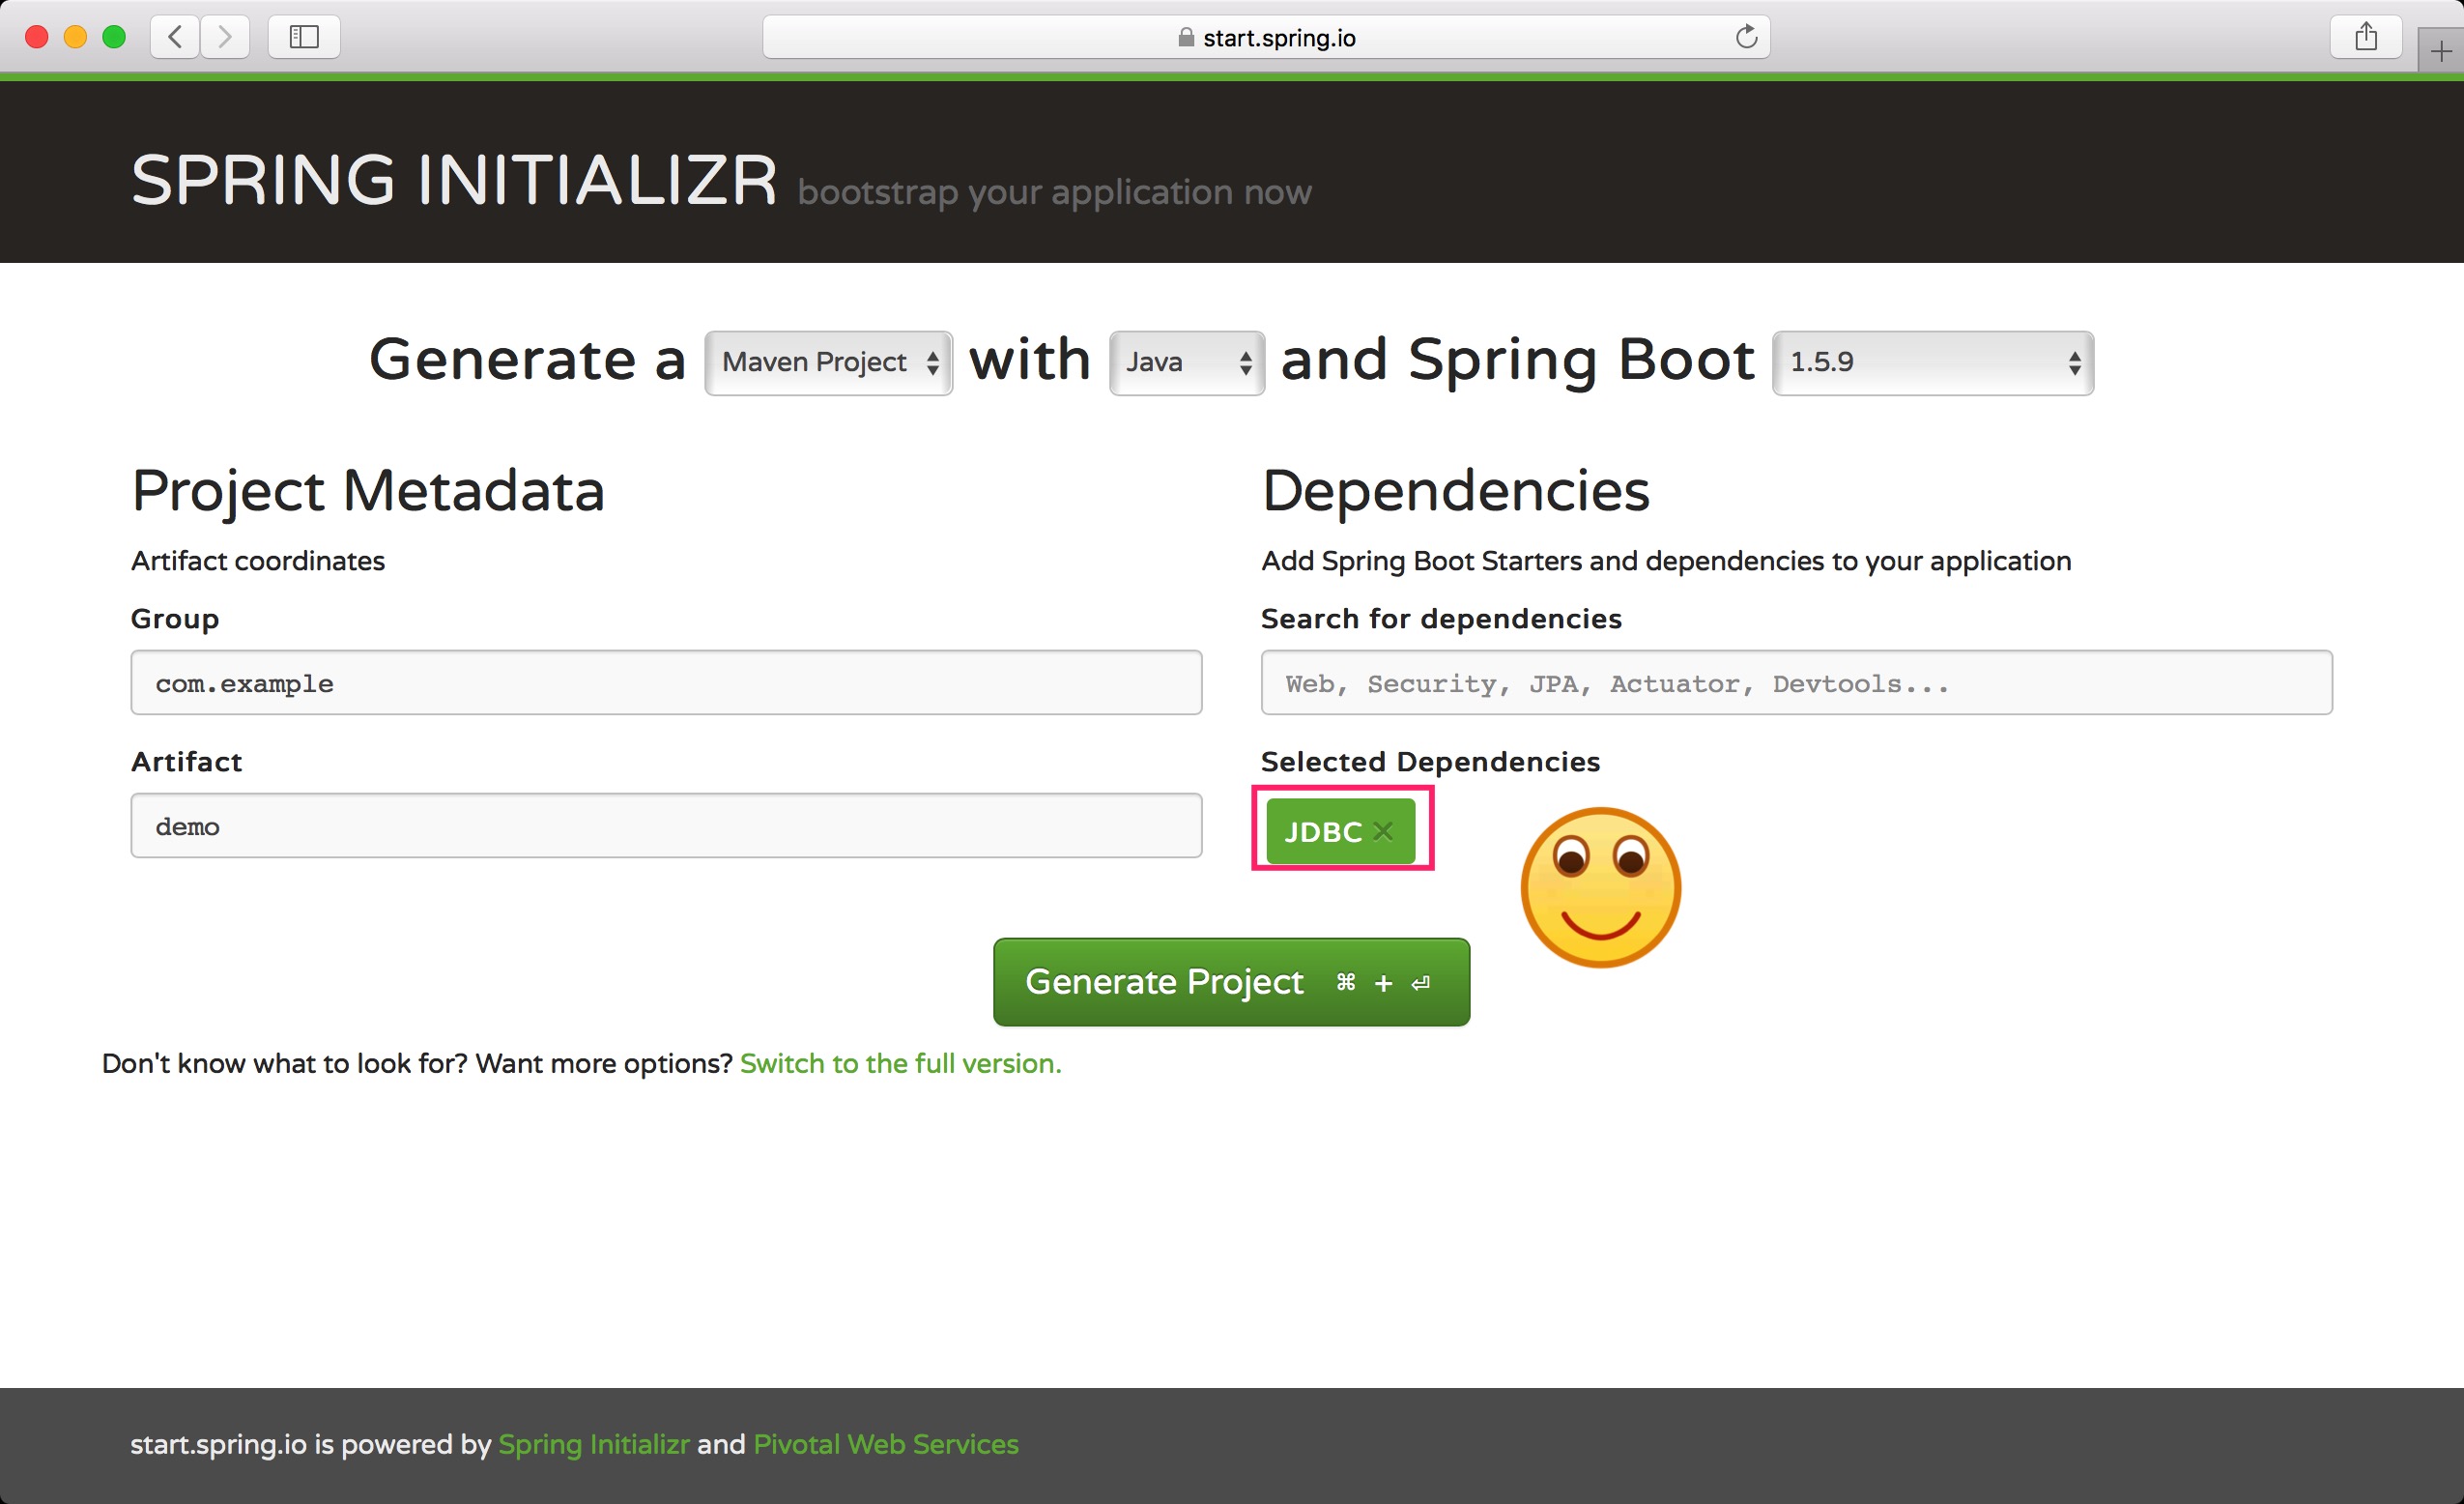 start.spring.io
SPRING INITIALIZR bootstrap your application now
Generate a Maven Project with Java and Spring Boot 1.5.9
Project Metadata
Artifact coordinates
Group
com.example
Artifact
demo
Dependencies
Add Spring Boot Starters and dependencies to your application
Search for dependencies
Web, Security, JPA, Actuator, Devtools...
Selected Dependencies
JDBC ×
Generate Project ⌘ + ⏎
Don't know what to look for? Want more options? Switch to the full version.
start.spring.io is powered by Spring Initializr and Pivotal Web Services